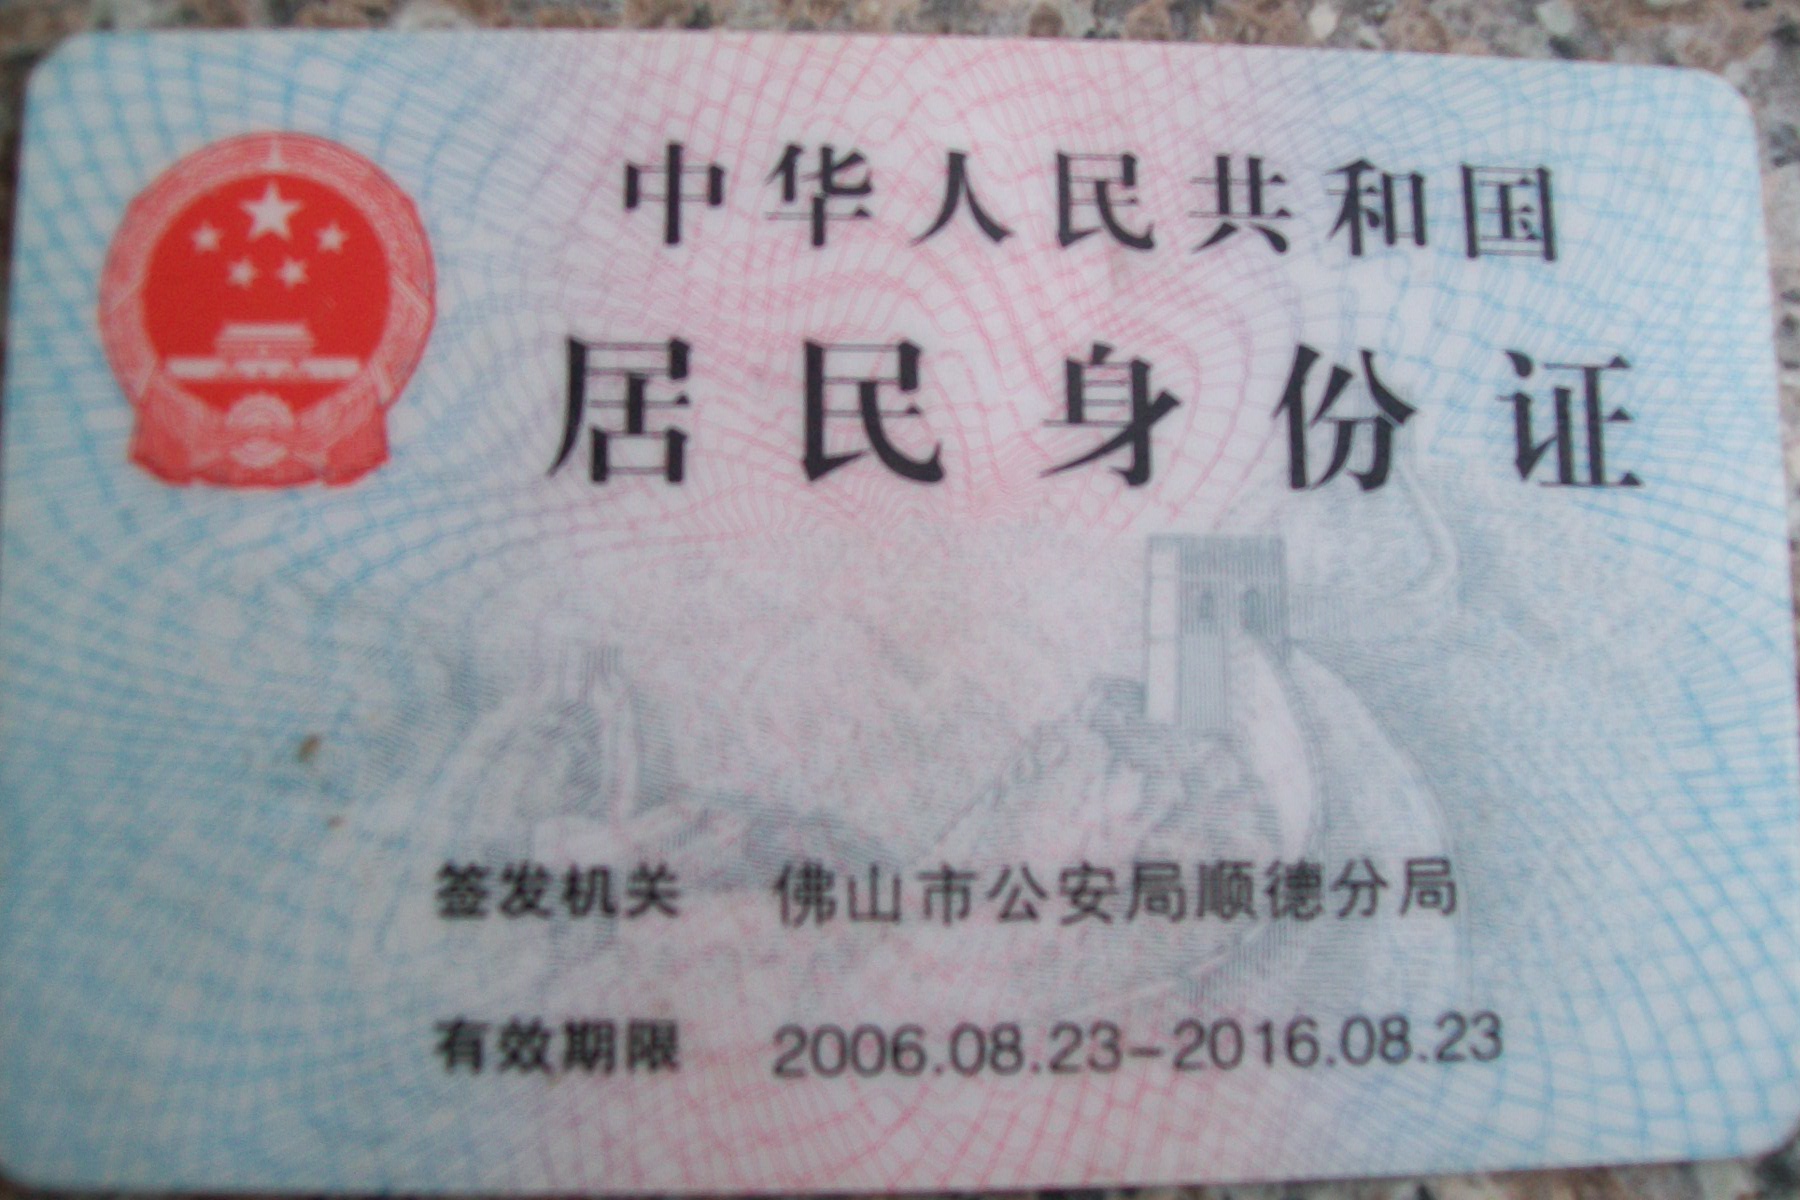 中华人民共和国
居民身份证
签发机关 佛山市公安局顺德分局
有效期限 2006.08.23-2016.08.23